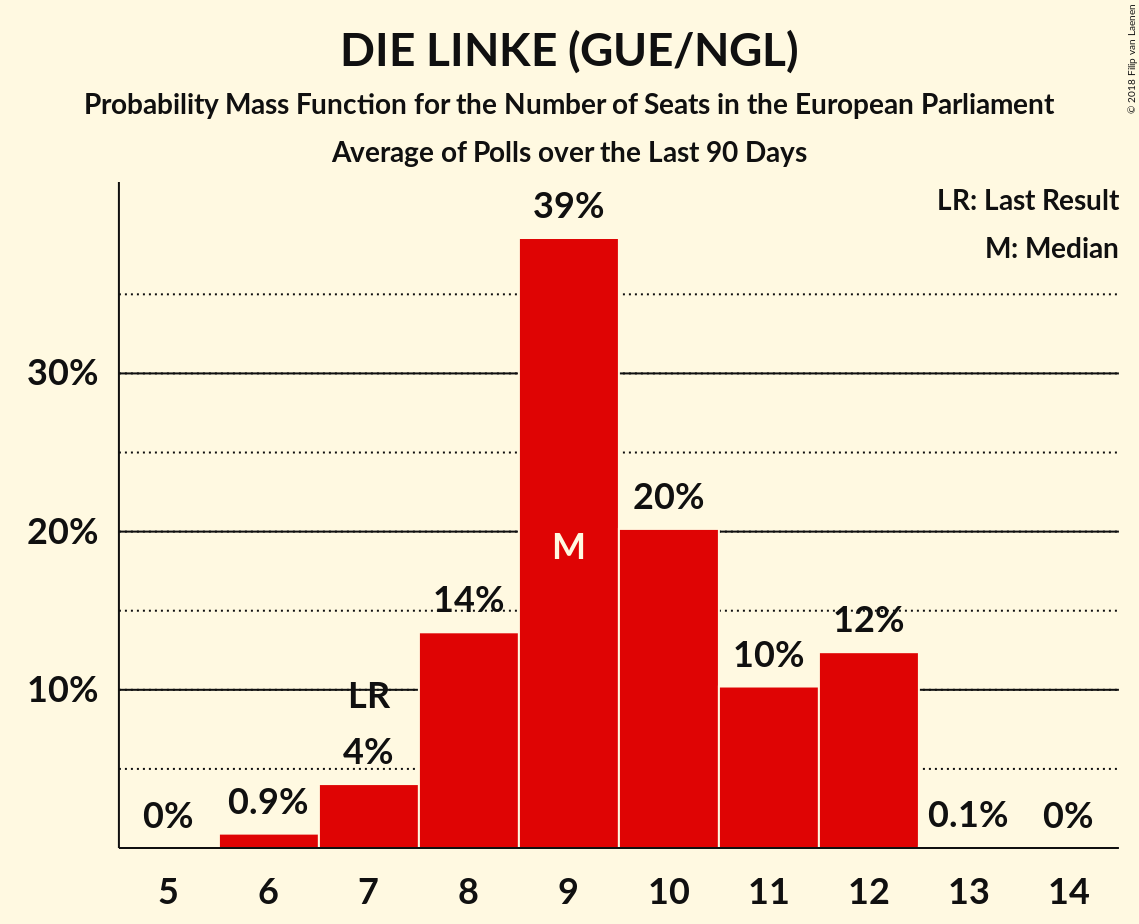 DIE LINKE (GUE/NGL)
Probability Mass Function for the Number of Seats in the European Parliament
Average of Polls over the Last 90 Days
© 2018 Filip van Laenen
LR: Last Result
M: Median
39%
30%
20%
M
20%
14%
12%
10%
10%
LR
4%
0%
0.9%
0.1%
0%
5 6 7 8 9 10 11 12 13 14